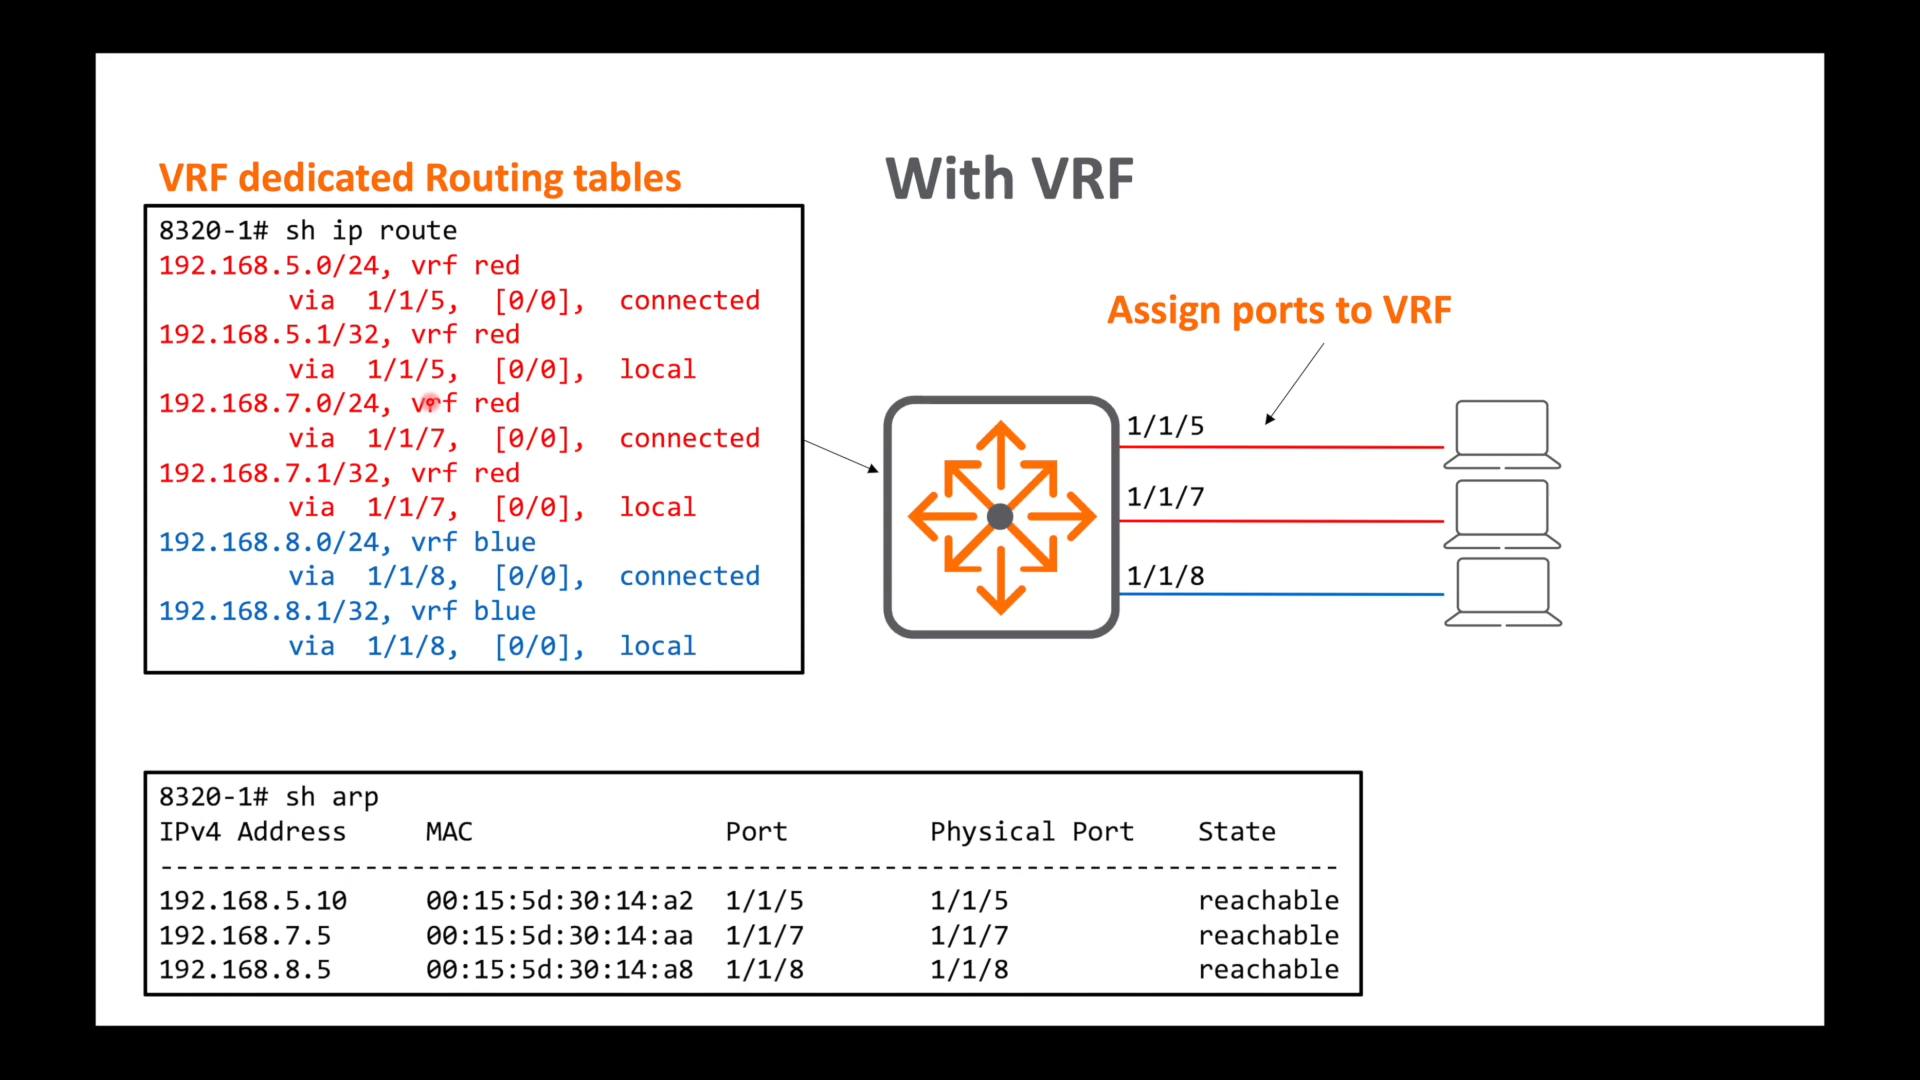 With VRF
VRF dedicated Routing tables
8320-1# sh ip route
192.168.5.0/24, vrf red
via 1/1/5, [0/0], connected
192.168.5.1/32, vrf red
via 1/1/5, [0/0], local
192.168.7.0/24, vrf red
via 1/1/7, [0/0], connected
192.168.7.1/32, vrf red
via 1/1/7, [0/0], local
192.168.8.0/24, vrf blue
via 1/1/8, [0/0], connected
192.168.8.1/32, vrf blue
via 1/1/8, [0/0], local
Assign ports to VRF
1/1/5
1/1/7
1/1/8
8320-1# sh arp
IPv4 Address MAC Port Physical Port State
---------------------------------------------------------------------------
192.168.5.10 00:15:5d:30:14:a2 1/1/5 1/1/5 reachable
192.168.7.5 00:15:5d:30:14:aa 1/1/7 1/1/7 reachable
192.168.8.5 00:15:5d:30:14:a8 1/1/8 1/1/8 reachable